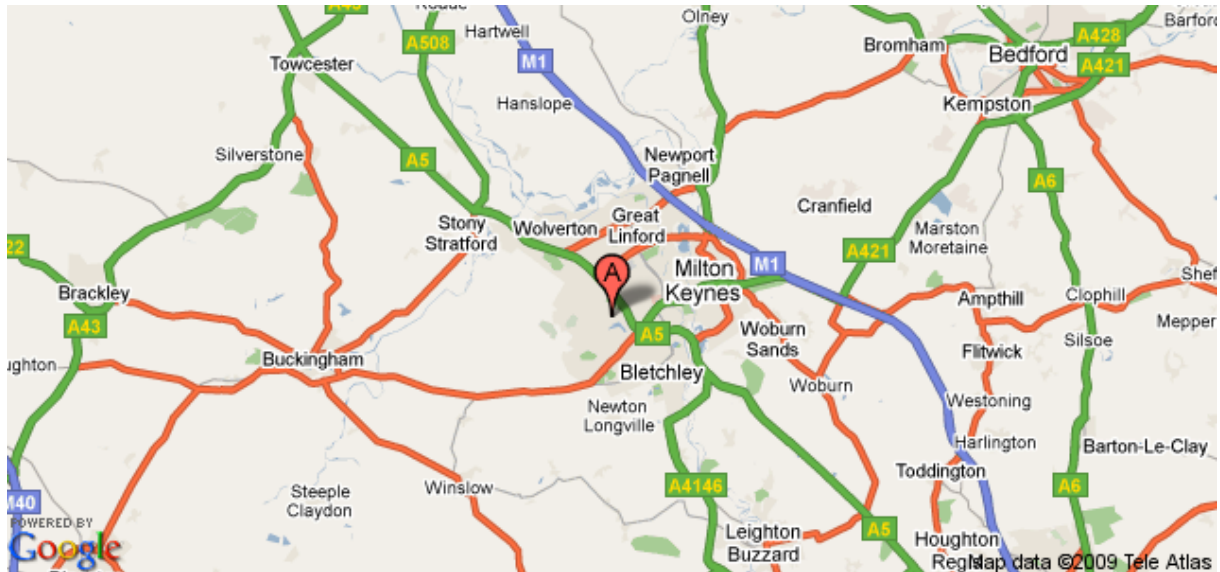 A43
Roade
Hartwell
Olney
A508
A428
Bromham
Bedford
Towcester
M1
A421
Hanslope
Kempston
Silverstone
A5
Newport
Pagnell
A6
Stony
Stratford
Wolverton
Great
Linford
Cranfield
Marston
Moretaine
22
A421
M1
A
Milton
Keynes
Brackley
Ampthill
Clophill
Shef
A43
A5
Woburn
Sands
Mepper
ughton
Buckingham
Flitwick
Silsoe
Bletchley
Woburn
Newton
Longville
Westoning
Harlington
Barton-Le-Clay
Toddington
Steeple
Claydon
Winslow
A4146
A6
M40
POWERED BY
Google
Leighton
Buzzard
A5
Houghton
Regis
Map data ©2009 Tele Atlas